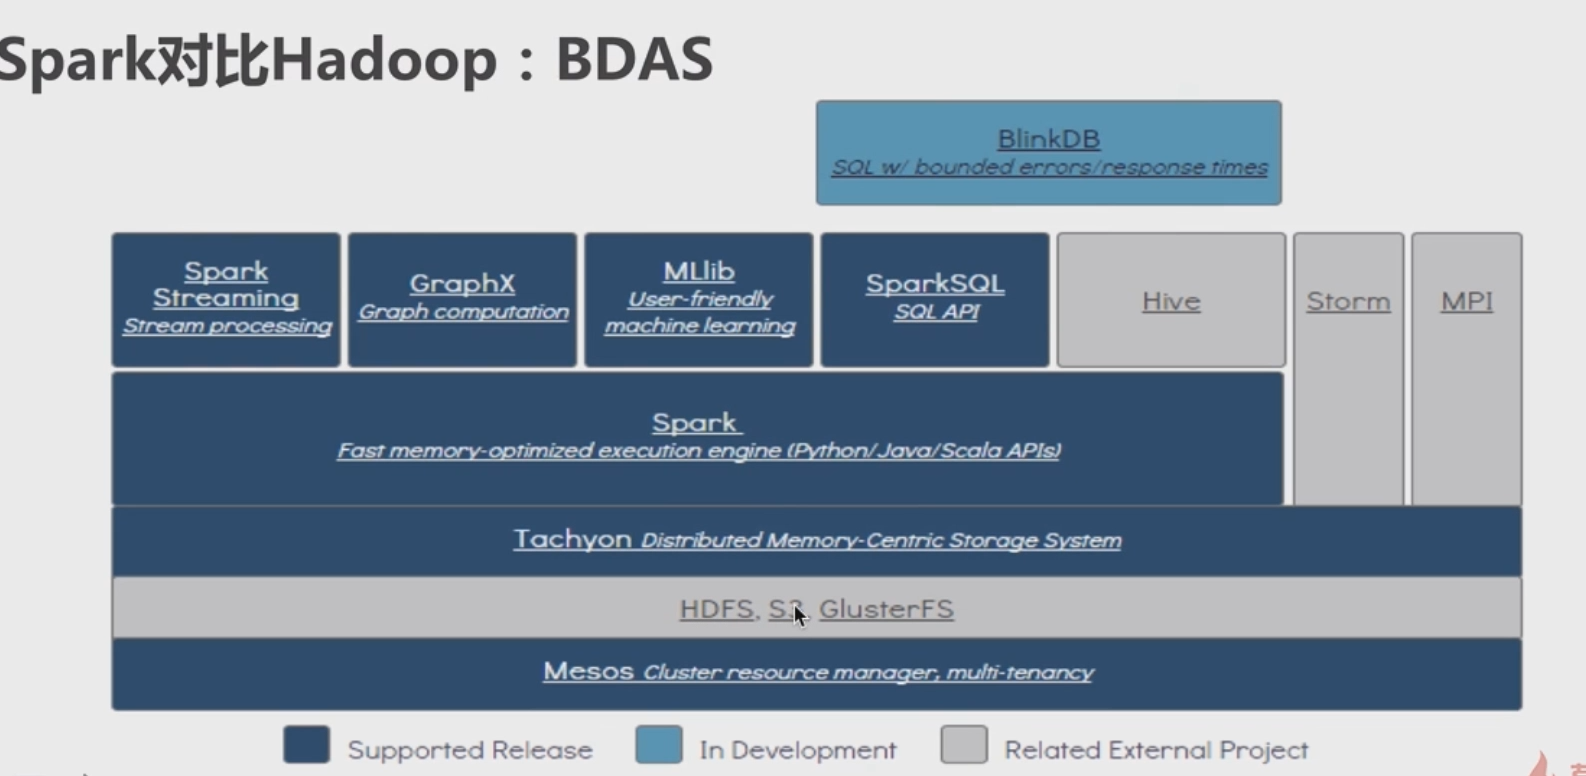 Spark对比Hadoop：BDAS
BlinkDB
SQL w/ bounded errors/response times
Spark
Streaming
Stream processing
GraphX
Graph computation
MLlib
User-friendly
machine learning
SparkSQL
SQL API
Hive
Storm
MPI
Spark
Fast memory-optimized execution engine (Python/Java/Scala APIs)
Tachyon Distributed Memory-Centric Storage System
HDFS, S3, GlusterFS
Mesos Cluster resource manager, multi-tenancy
Supported Release
In Development
Related External Project